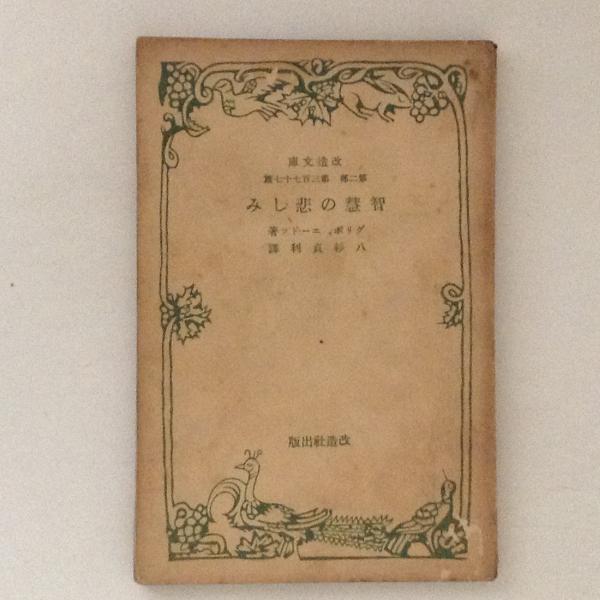 改造文庫
第二部 第三百七十七篇
智慧の悲しみ
グリボィエードフ著
八杉貞利譯
改造社出版